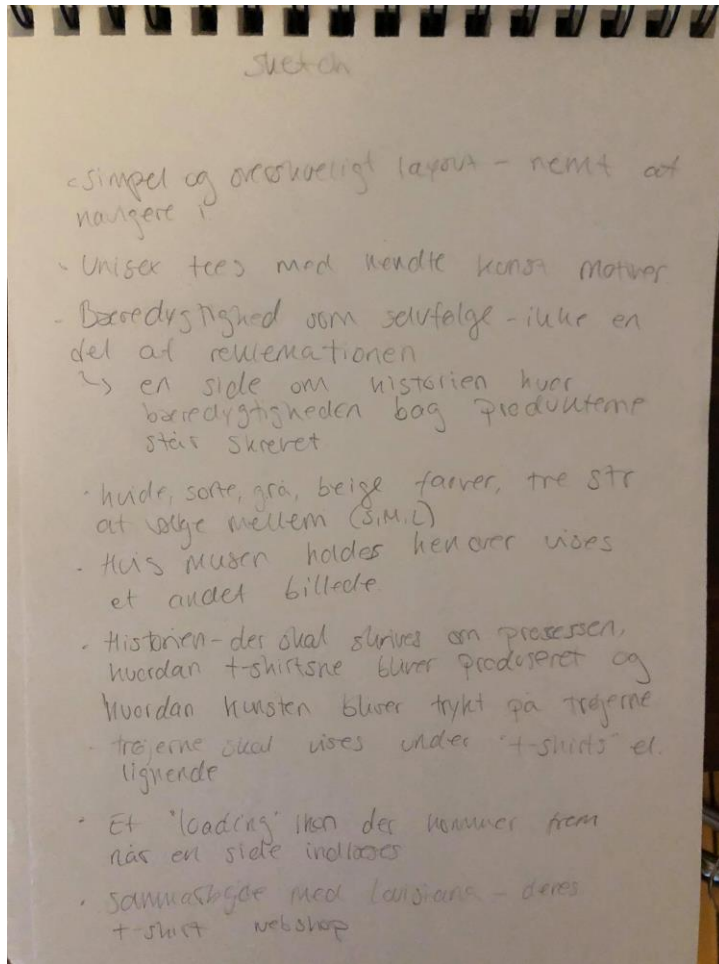 Sketch
- simpel og overskueligt layout - nemt at
navigere i
- Unisex tees med kendte kunst motiver
- Bæredygtighed som selvfølge - ikke en
del af reklemationen
↳ en side om historien hvor
bæredygtigheden bag produkterne
står skrevet
· hvide, sorte, grå, beige farver, tre str
at vælge mellem (S, M, L)
· Hvis musen holdes henover vises
et andet billede
· Historien - der skal skrives om prosessen,
hvordan t-shirtsne bliver produseret og
hvordan kunsten bliver trykt på trøjerne
- trøjerne skal vises under "t-shirts" el.
lignende
· Et "loading" ikon der kommer frem
når en side indlæses
· sammarbejde med Louisiana - deres
t-shirt webshop